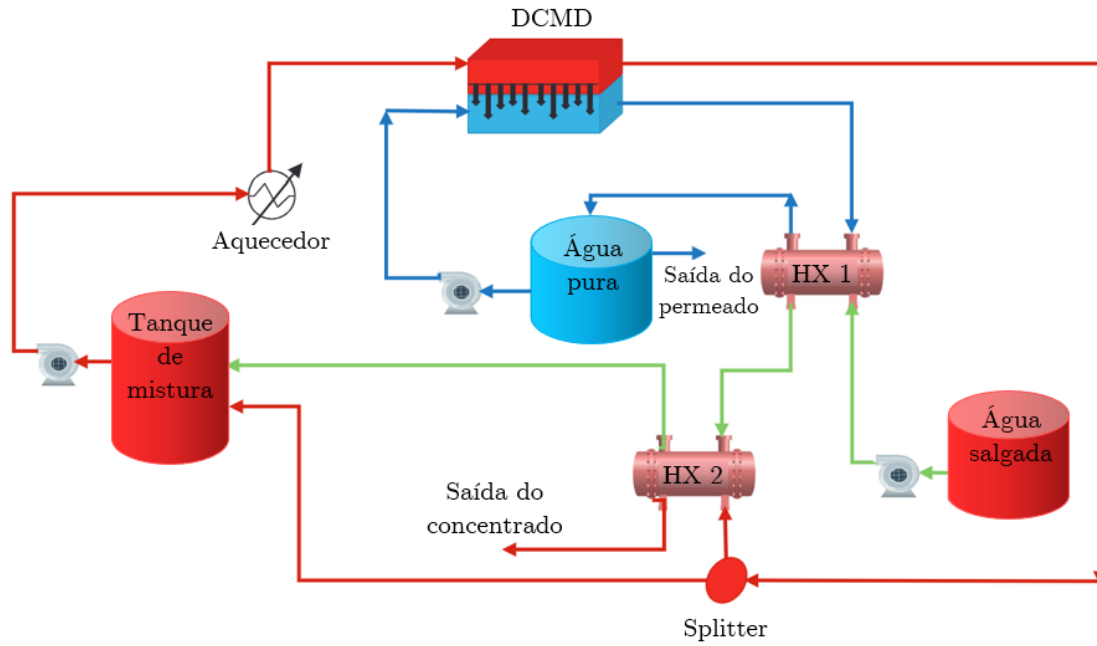 DCMD
Aquecedor
Água
pura
Saída do
permeado
HX 1
Tanque
de
mistura
Água
salgada
HX 2
Saída do
concentrado
Splitter